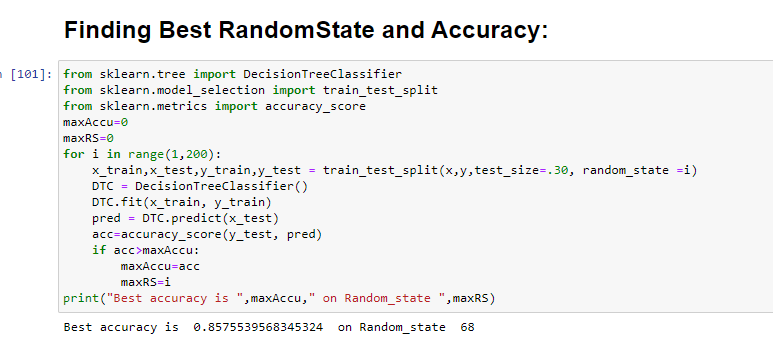 Finding Best RandomState and Accuracy:
[101]:
from sklearn.tree import DecisionTreeClassifier
from sklearn.model_selection import train_test_split
from sklearn.metrics import accuracy_score
maxAccu=0
maxRS=0
for i in range(1,200):
    x_train,x_test,y_train,y_test = train_test_split(x,y,test_size=.30, random_state =i)
    DTC = DecisionTreeClassifier()
    DTC.fit(x_train, y_train)
    pred = DTC.predict(x_test)
    acc=accuracy_score(y_test, pred)
    if acc>maxAccu:
        maxAccu=acc
        maxRS=i
print("Best accuracy is ",maxAccu," on Random_state ",maxRS)
Best accuracy is  0.8575539568345324  on Random_state  68